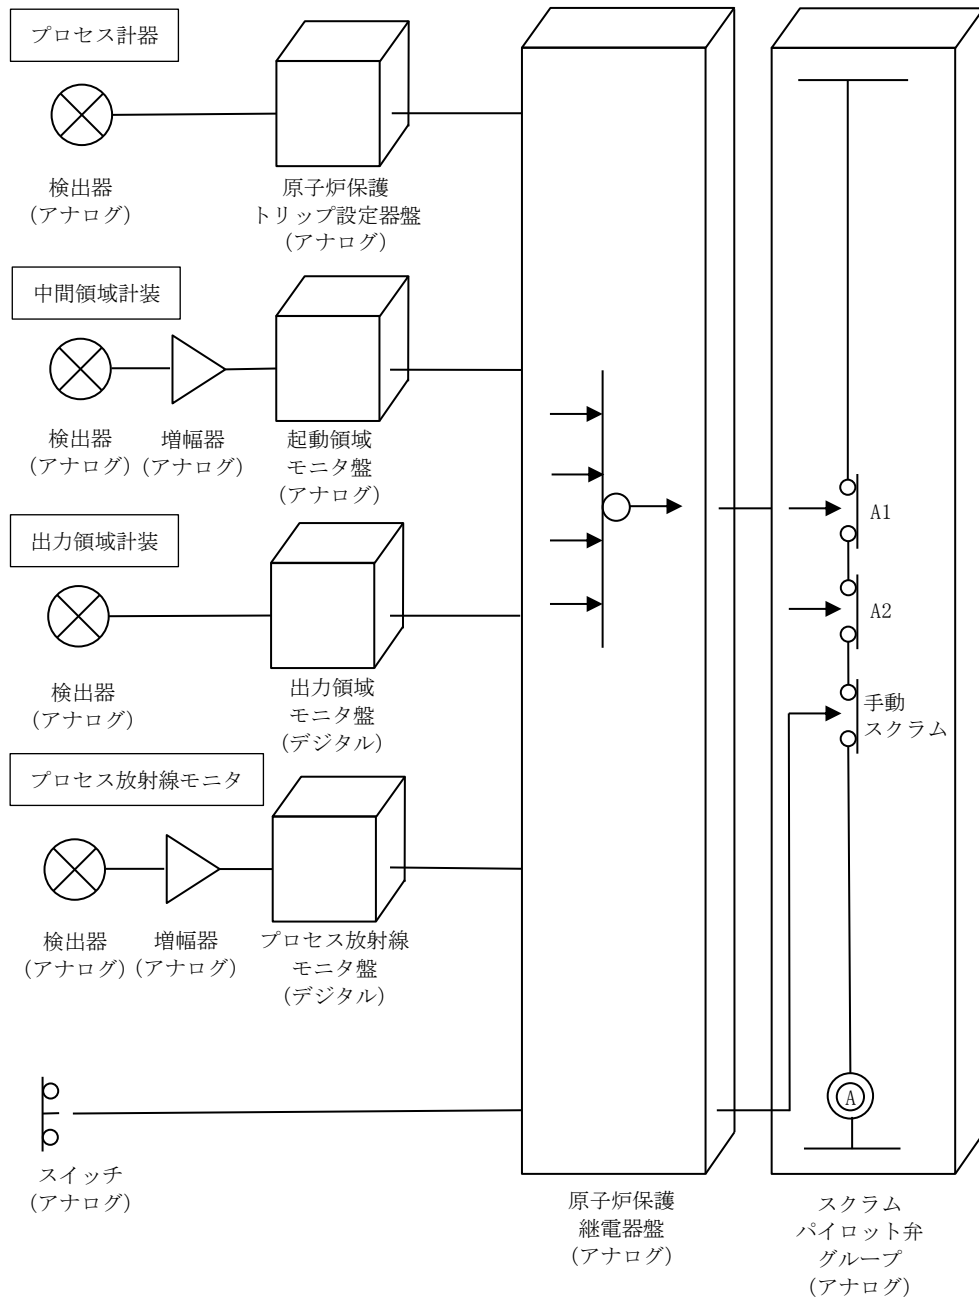 プロセス計器
検出器
(アナログ)
原子炉保護
トリップ設定器盤
(アナログ)
中間領域計装
検出器
(アナログ)
増幅器
(アナログ)
起動領域
モニタ盤
(アナログ)
出力領域計装
検出器
(アナログ)
出力領域
モニタ盤
(デジタル)
プロセス放射線モニタ
検出器
(アナログ)
増幅器
(アナログ)
プロセス放射線
モニタ盤
(デジタル)
スイッチ
(アナログ)
原子炉保護
継電器盤
(アナログ)
A1
A2
手動
スクラム
A
スクラム
パイロット弁
グループ
(アナログ)